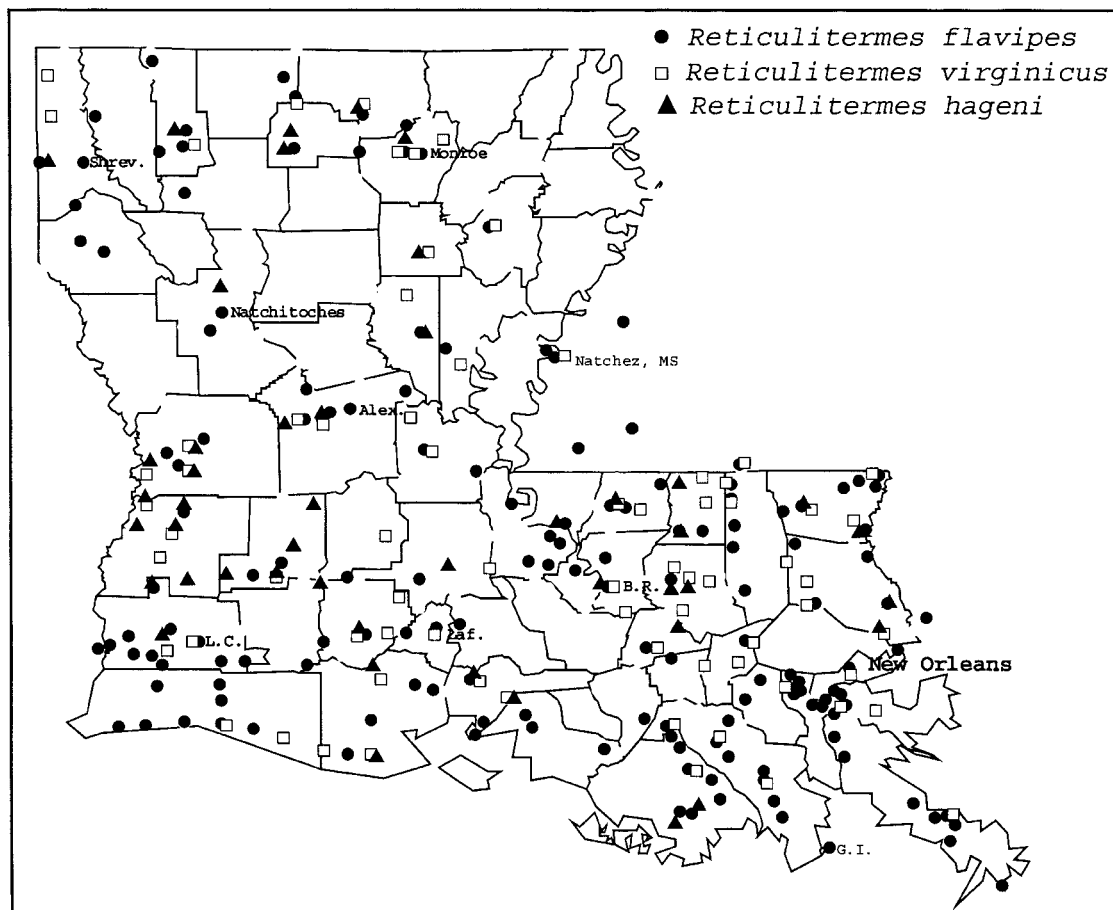 Reticulitermes flavipes
Reticulitermes virginicus
Reticulitermes hageni
Shrev.
Monroe
Natchitoches
Natchez, MS
Alex.
B.R.
L.C.
Laf.
New Orleans
G.I.